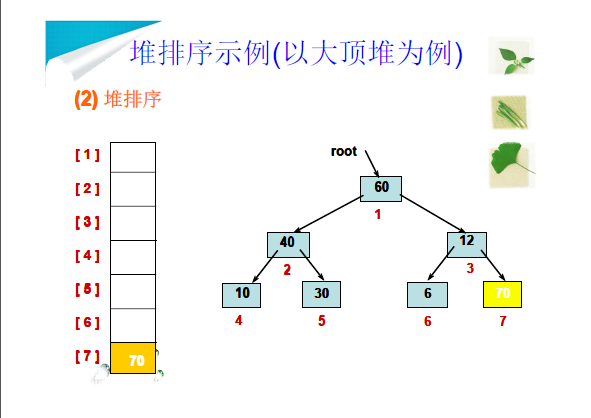 堆排序示例(以大顶堆为例)
(2) 堆排序
[ 1 ]
[ 2 ]
[ 3 ]
[ 4 ]
[ 5 ]
[ 6 ]
[ 7 ] 70
root
60
1
40 12
2 3
10 30 6 70
4 5 6 7